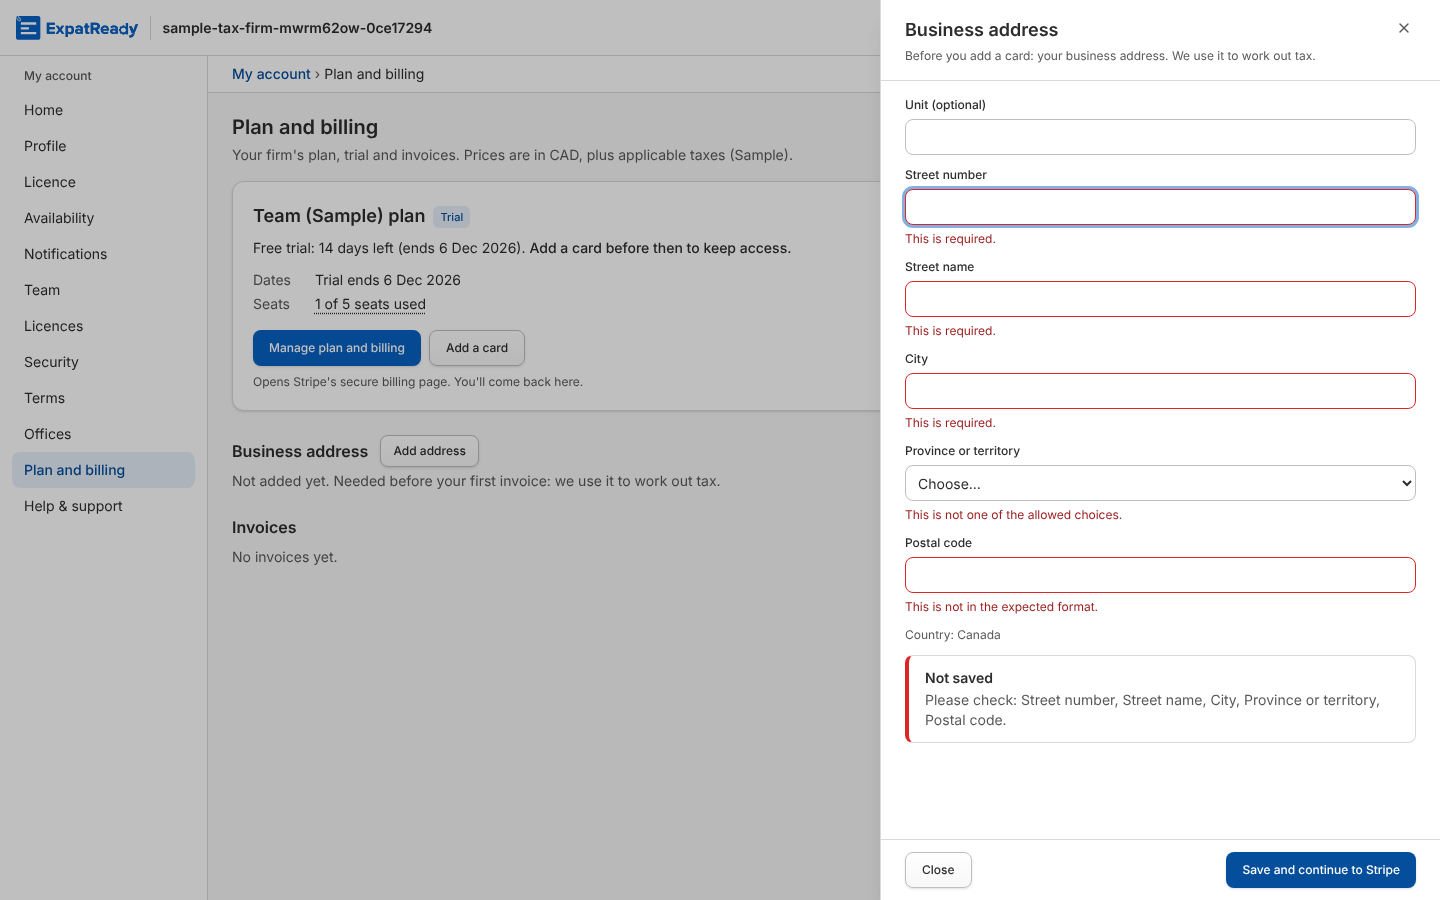 ExpatReady
sample-tax-firm-mwrm62ow-0ce17294
My account
Home
Profile
Licence
Availability
Notifications
Team
Licences
Security
Terms
Offices
Plan and billing
Help & support
My account › Plan and billing
Plan and billing
Your firm's plan, trial and invoices. Prices are in CAD, plus applicable taxes (Sample).
Team (Sample) plan Trial
Free trial: 14 days left (ends 6 Dec 2026). Add a card before then to keep access.
Dates Trial ends 6 Dec 2026
Seats 1 of 5 seats used
Manage plan and billing Add a card
Opens Stripe's secure billing page. You'll come back here.
Business address Add address
Not added yet. Needed before your first invoice: we use it to work out tax.
Invoices
No invoices yet.
Business address
Before you add a card: your business address. We use it to work out tax.
Unit (optional)
Street number
This is required.
Street name
This is required.
City
This is required.
Province or territory
Choose...
This is not one of the allowed choices.
Postal code
This is not in the expected format.
Country: Canada
Not saved
Please check: Street number, Street name, City, Province or territory,
Postal code.
Close Save and continue to Stripe